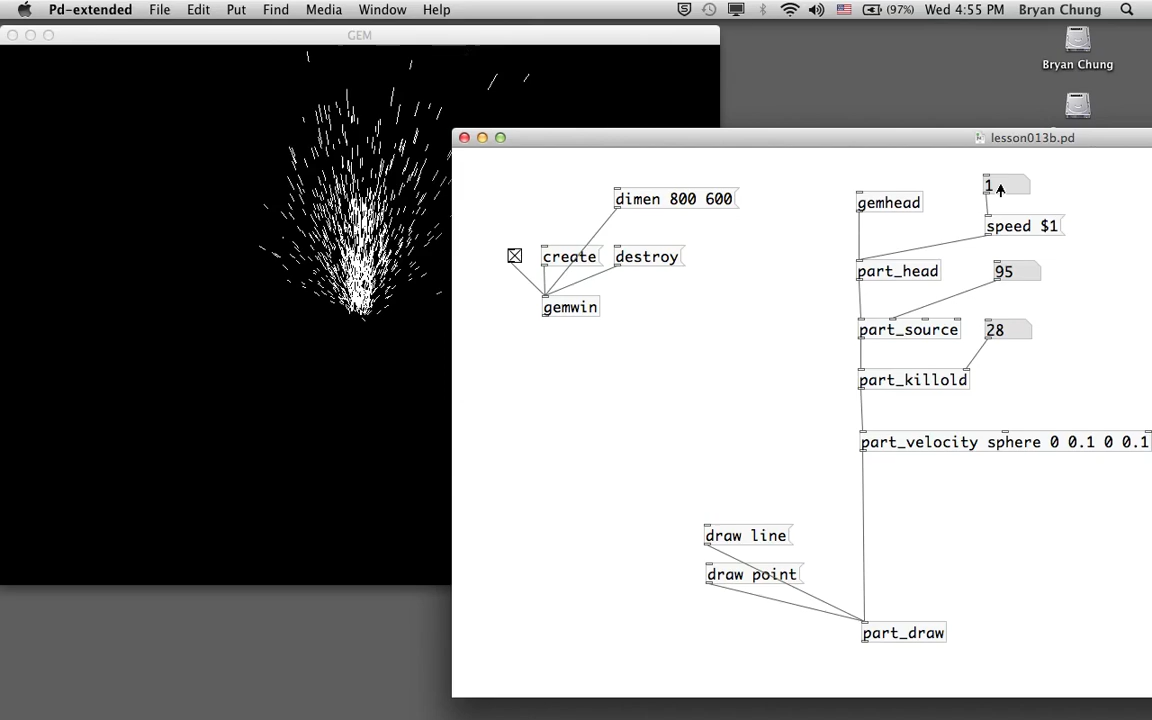 Pd-extended File Edit Put Find Media Window Help (97%) Wed 4:55 PM Bryan Chung
GEM
Bryan Chung
lesson013b.pd
dimen 800 600
create
destroy
gemwin
1
gemhead
speed $1
part_head
95
part_source
28
part_killold
part_velocity sphere 0 0.1 0 0.1
draw line
draw point
part_draw